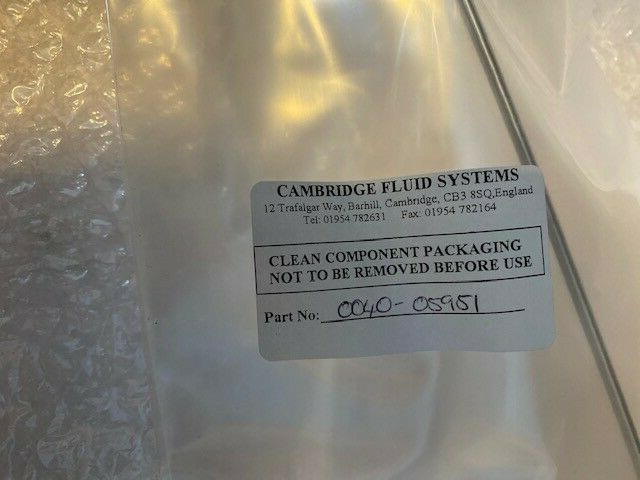 CAMBRIDGE FLUID SYSTEMS
12 Trafalgar Way, Barhill, Cambridge, CB3 8SQ,England
Tel: 01954 782631 Fax: 01954 782164
CLEAN COMPONENT PACKAGING
NOT TO BE REMOVED BEFORE USE
Part No: 0040-05951